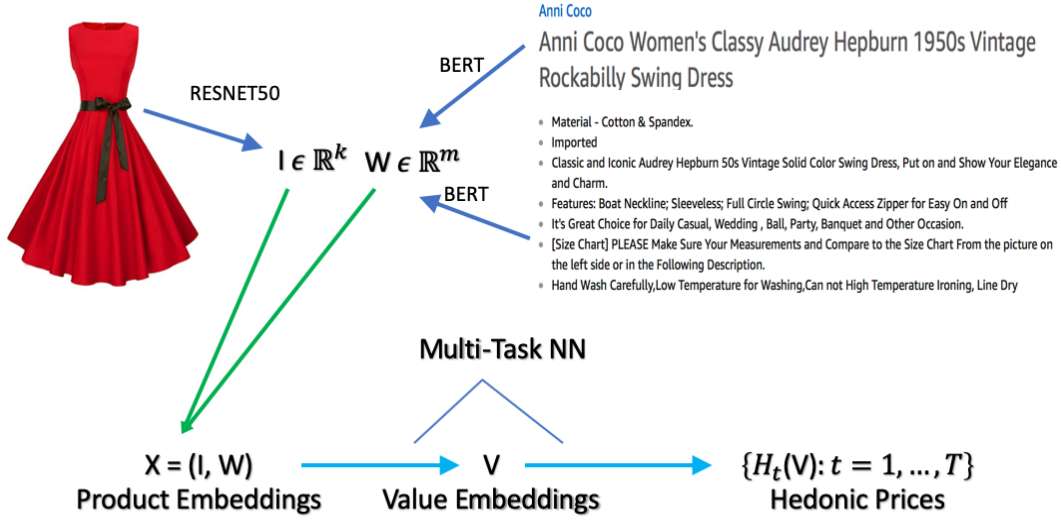 Anni Coco
Anni Coco Women's Classy Audrey Hepburn 1950s Vintage
Rockabilly Swing Dress
BERT
RESNET50
I ϵ ℝ^k W ϵ ℝ^m
BERT
Material - Cotton & Spandex.
Imported
Classic and Iconic Audrey Hepburn 50s Vintage Solid Color Swing Dress, Put on and Show Your Elegance
and Charm.
Features: Boat Neckline; Sleeveless; Full Circle Swing; Quick Access Zipper for Easy On and Off
It's Great Choice for Daily Casual, Wedding , Ball, Party, Banquet and Other Occasion.
[Size Chart] PLEASE Make Sure Your Measurements and Compare to the Size Chart From the picture on
the left side or in the Following Description.
Hand Wash Carefully,Low Temperature for Washing,Can not High Temperature Ironing, Line Dry
Multi-Task NN
X = (I, W) V {H_t(V): t = 1, …, T}
Product Embeddings Value Embeddings Hedonic Prices